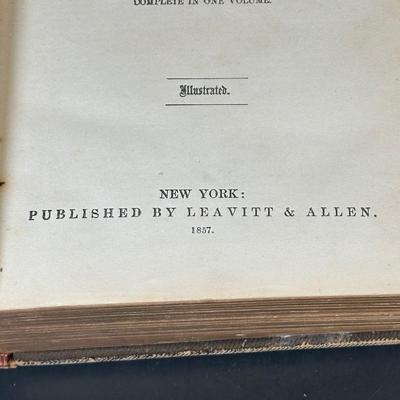 COMPLETE IN ONE VOLUME.
Illustrated.
NEW YORK:
PUBLISHED BY LEAVITT & ALLEN.
1857.